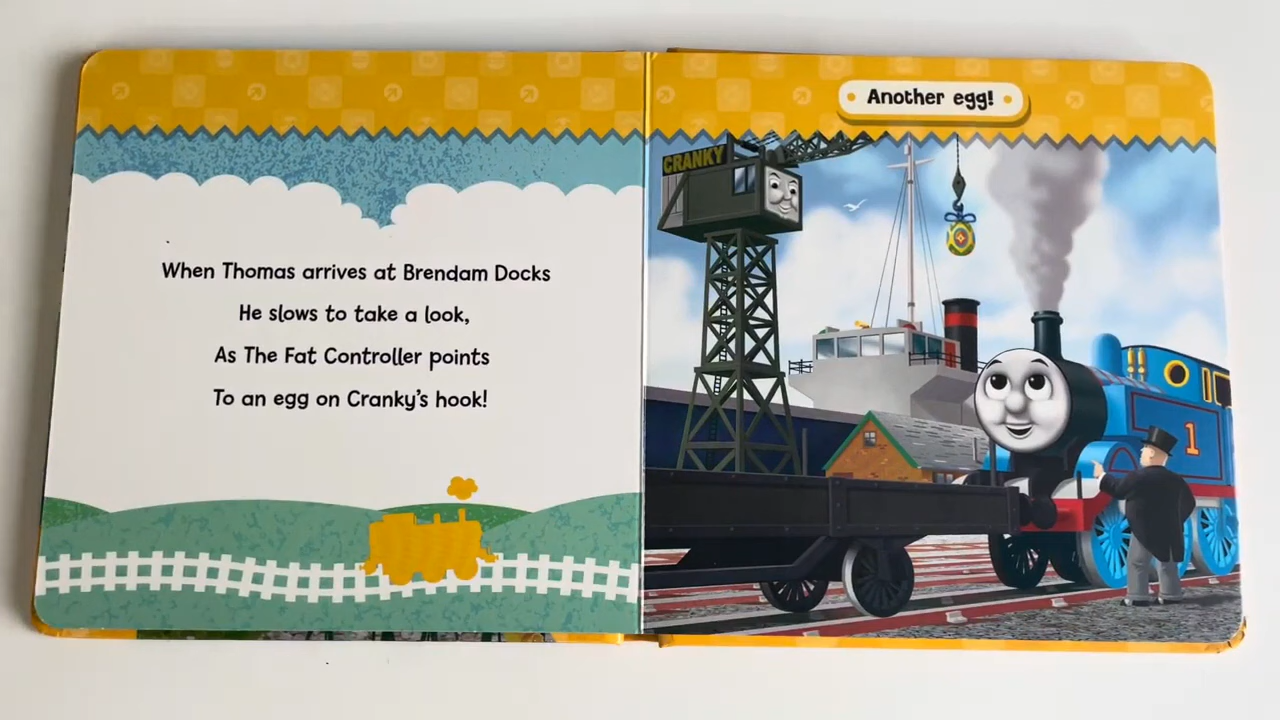 When Thomas arrives at Brendam Docks
He slows to take a look,
As The Fat Controller points
To an egg on Cranky's hook!
Another egg!
CRANKY
1